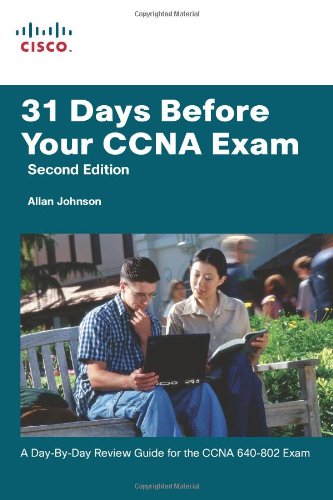 Copyrighted Material
CISCO.
31 Days Before
Your CCNA Exam
Second Edition
Allan Johnson
A Day-By-Day Review Guide for the CCNA 640-802 Exam
Copyrighted Material